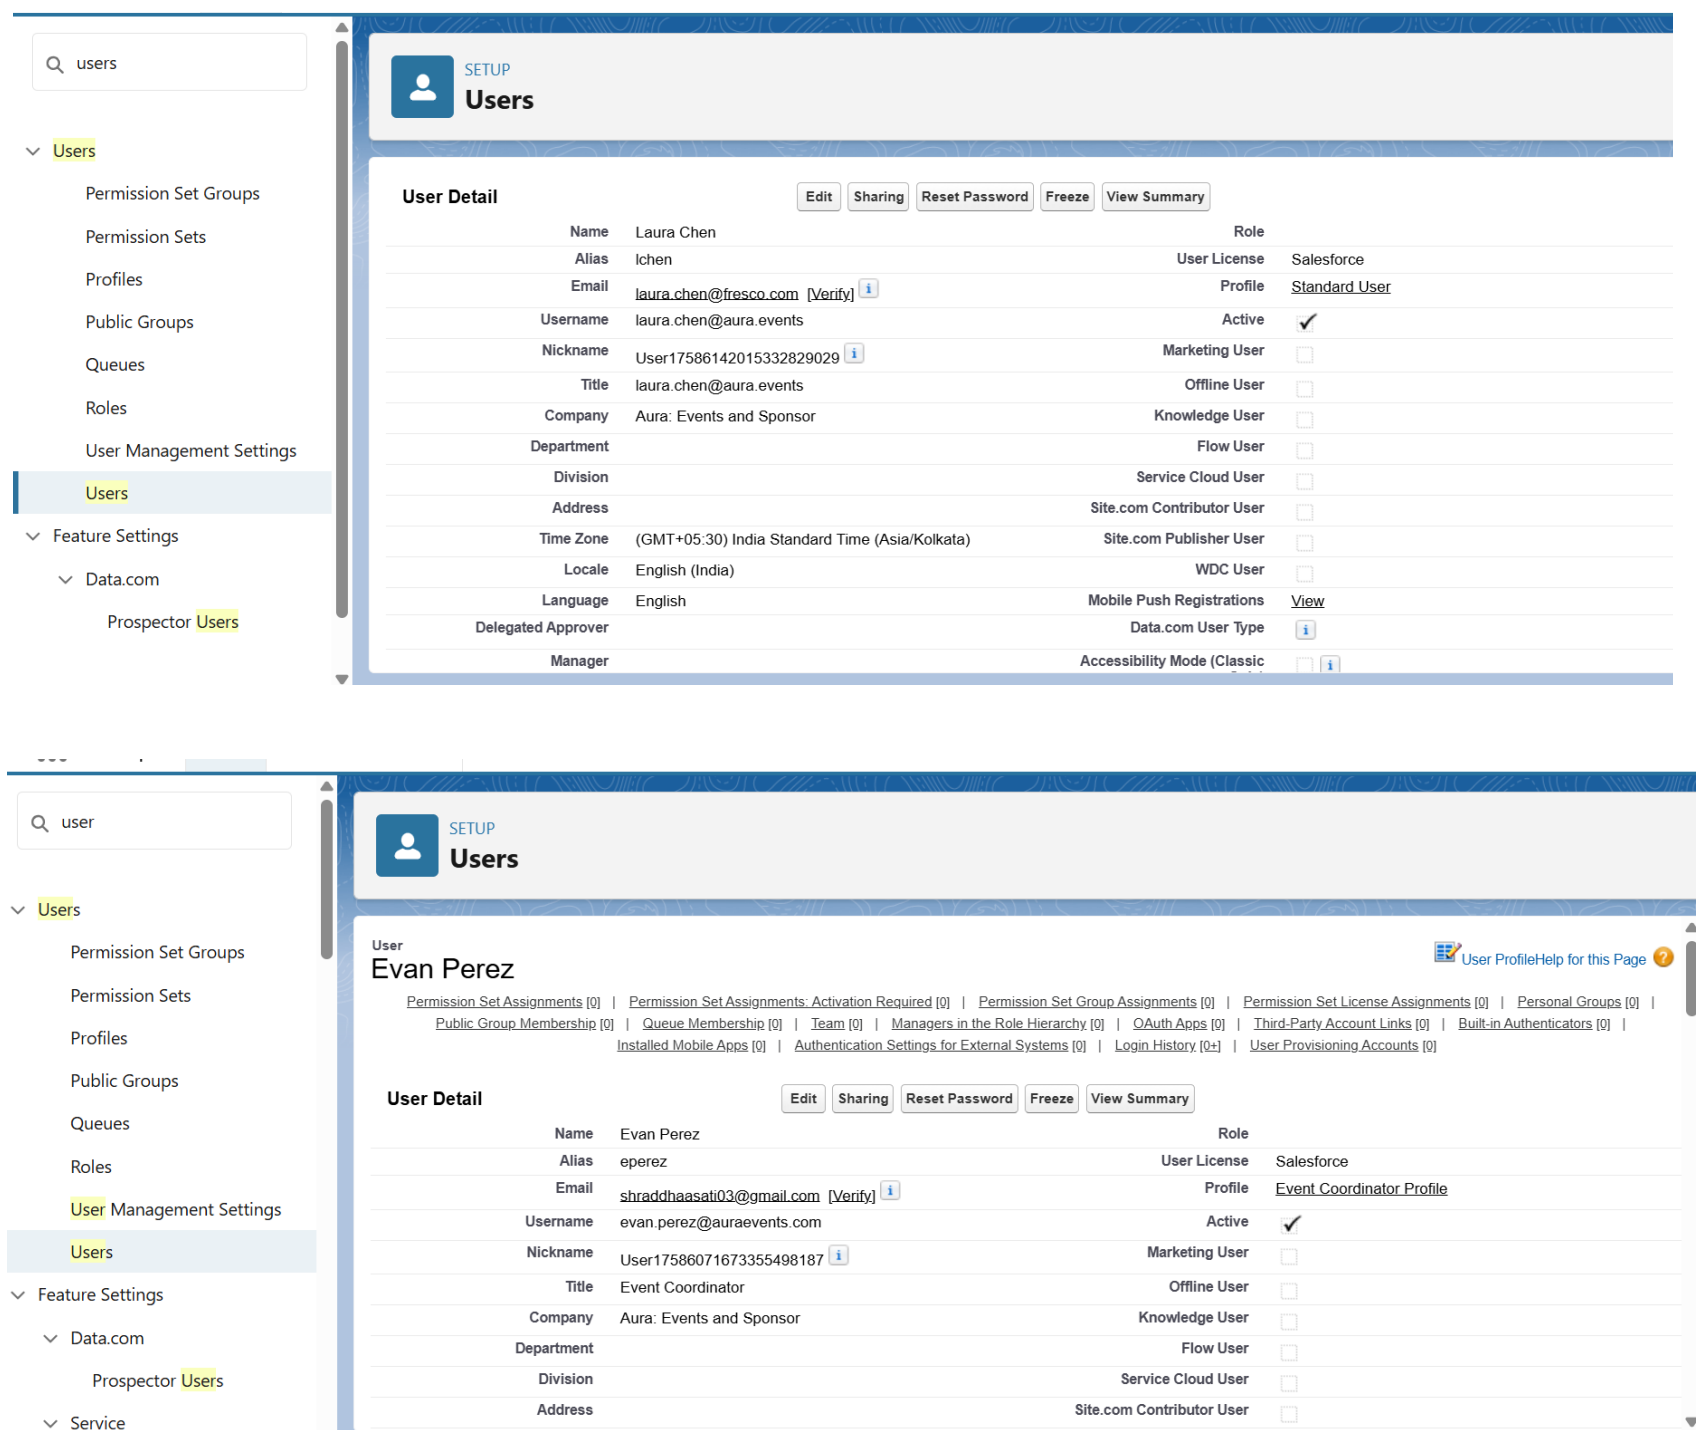 users
Users
Permission Set Groups
Permission Sets
Profiles
Public Groups
Queues
Roles
User Management Settings
Users
Feature Settings
Data.com
Prospector Users
SETUP
Users
User Detail Edit Sharing Reset Password Freeze View Summary
Name Laura Chen Role
Alias lchen User License Salesforce
Email laura.chen@fresco.com [Verify] i Profile Standard User
Username laura.chen@aura.events Active
Nickname User17586142015332829029 i Marketing User
Title laura.chen@aura.events Offline User
Company Aura: Events and Sponsor Knowledge User
Department Flow User
Division Service Cloud User
Address Site.com Contributor User
Time Zone (GMT+05:30) India Standard Time (Asia/Kolkata) Site.com Publisher User
Locale English (India) WDC User
Language English Mobile Push Registrations View
Delegated Approver Data.com User Type i
Manager Accessibility Mode (Classic i
user
Users
Permission Set Groups
Permission Sets
Profiles
Public Groups
Queues
Roles
User Management Settings
Users
Feature Settings
Data.com
Prospector Users
Service
SETUP
Users
User
Evan Perez
User Profile Help for this Page ?
Permission Set Assignments [0] | Permission Set Assignments: Activation Required [0] | Permission Set Group Assignments [0] | Permission Set License Assignments [0] | Personal Groups [0] |
Public Group Membership [0] | Queue Membership [0] | Team [0] | Managers in the Role Hierarchy [0] | OAuth Apps [0] | Third-Party Account Links [0] | Built-in Authenticators [0] |
Installed Mobile Apps [0] | Authentication Settings for External Systems [0] | Login History [0+] | User Provisioning Accounts [0]
User Detail Edit Sharing Reset Password Freeze View Summary
Name Evan Perez Role
Alias eperez User License Salesforce
Email shraddhaasati03@gmail.com [Verify] i Profile Event Coordinator Profile
Username evan.perez@auraevents.com Active
Nickname User17586071673355498187 i Marketing User
Title Event Coordinator Offline User
Company Aura: Events and Sponsor Knowledge User
Department Flow User
Division Service Cloud User
Address Site.com Contributor User